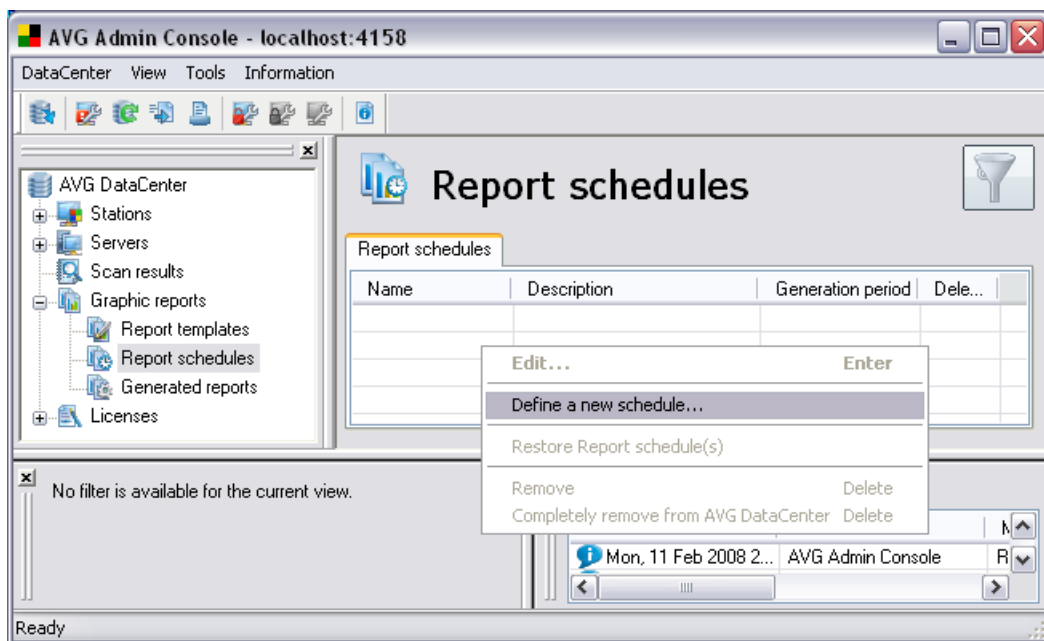 AVG Admin Console - localhost:4158
DataCenter View Tools Information
AVG DataCenter
Stations
Servers
Scan results
Graphic reports
Report templates
Report schedules
Generated reports
Licenses
Report schedules
Report schedules
Name Description Generation period Dele...
Edit... Enter
Define a new schedule...
Restore Report schedule(s)
Remove Delete
Completely remove from AVG DataCenter Delete
No filter is available for the current view.
Mon, 11 Feb 2008 2... AVG Admin Console R
Ready